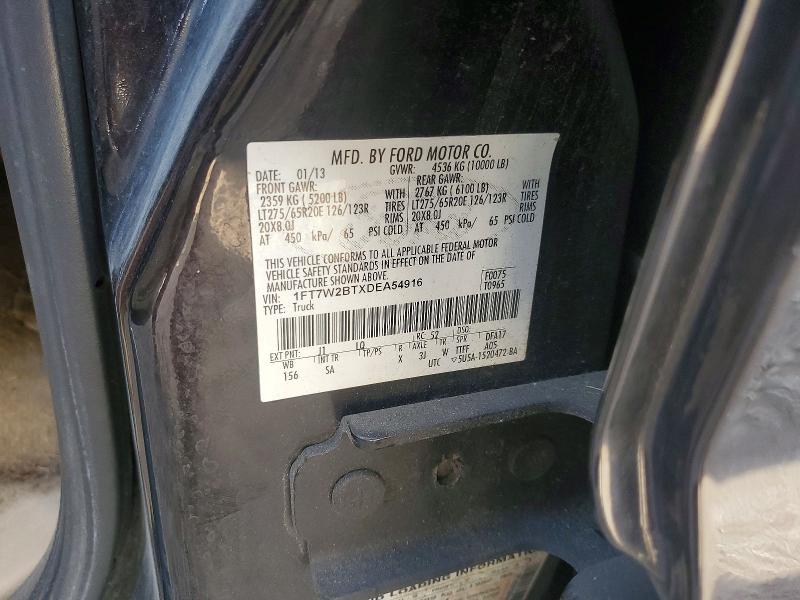 MFD. BY FORD MOTOR CO.
DATE: 01/13 GVWR: 4536 KG (10000 LB)
FRONT GAWR: REAR GAWR:
2359 KG ( 5200 LB) WITH 2767 KG ( 6100 LB) WITH
LT275/65R20E 126/123R TIRES LT275/65R20E 126/123R TIRES
20X8.0J RIMS 20X8.0J RIMS
AT 450 kPa/ 65 PSI COLD AT 450 kPa/ 65 PSI COLD
THIS VEHICLE CONFORMS TO ALL APPLICABLE FEDERAL MOTOR
VEHICLE SAFETY STANDARDS IN EFFECT ON THE DATE OF
MANUFACTURE SHOWN ABOVE.
VIN: 1FT7W2BTXDEA54916 F0075
TYPE: Truck T0965
EXT PNT: J1 LQ RC: 52 DSO: DFA17
WB INT TR TP/PS R AXLE TR SPR
156 SA X 3J W TTFF A05
UTC ▽5USA-1520472-BA
LOADING INFORMATION